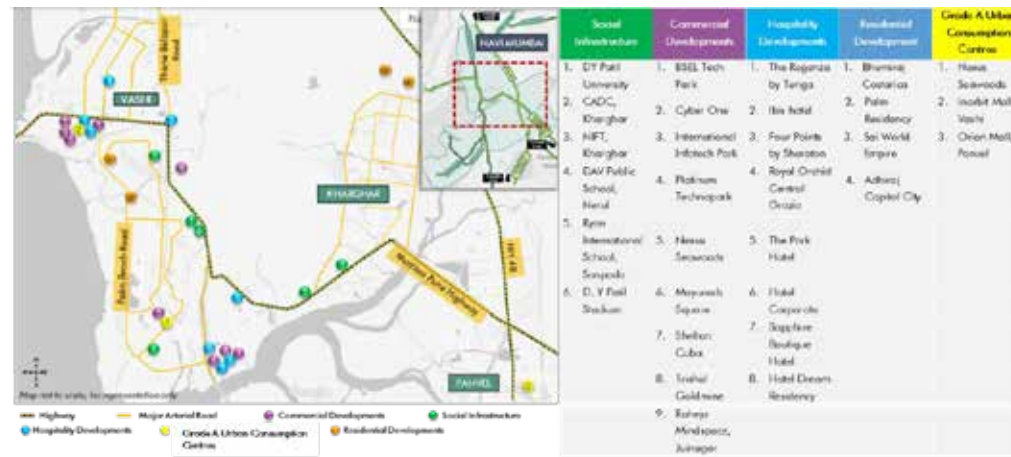 Thane Belapur
Road
VASHI
KHARGHAR
Palm Beach Road
Mumbai Pune Highway
NH 48
PANVEL
NAVI MUMBAI
Map not to scale, for representation only
Highway
Major Arterial Road
Commercial Developments
Social Infrastructure
Hospitality Developments
Grade A Urban Consumption
Centres
Residential Developments
Social
Infrastructure
1. DY Patil
University
2. CADC,
Kharghar
3. NIFT,
Kharghar
4. DAV Public
School,
Nerul
5. Ryan
International
School,
Sanpada
6. D. Y Patil
Stadium
Commercial
Developments
1. BSEL Tech
Park
2. Cyber One
3. International
Infotech Park
4. Platinum
Technopark
5. Nexus
Seawoods
6. Mayuresh
Square
7. Shelton
Cubix
8. Trishul
Goldmine
9. Raheja
Mindspace,
Juinagar
Hospitality
Developments
1. The Regenza
by Tunga
2. Ibis hotel
3. Four Points
by Sheraton
4. Royal Orchid
Central
Grazia
5. The Park
Hotel
6. Hotel
Corporate
7. Sapphire
Boutique
Hotel
8. Hotel Dream
Residency
Residential
Development
1. Bhumiraj
Costarica
2. Palm
Residency
3. Sai World
Empire
4. Adhiraj
Capital City
Grade A Urban
Consumption
Centres
1. Nexus
Seawoods
2. Inorbit Mall,
Vashi
3. Orion Mall,
Panvel